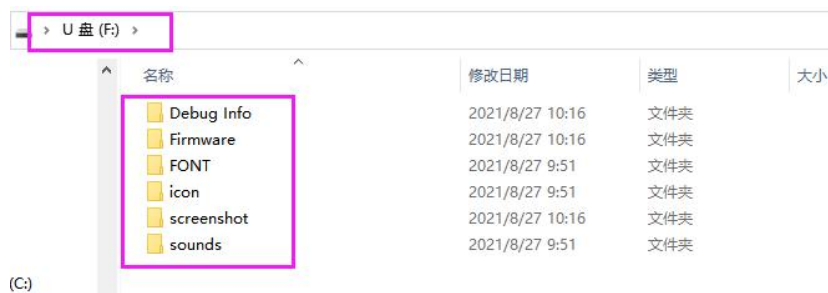 › U 盘 (F:) ›
名称 修改日期 类型 大小
Debug Info 2021/8/27 10:16 文件夹
Firmware 2021/8/27 10:16 文件夹
FONT 2021/8/27 9:51 文件夹
icon 2021/8/27 9:51 文件夹
screenshot 2021/8/27 10:16 文件夹
sounds 2021/8/27 9:51 文件夹
(C:)